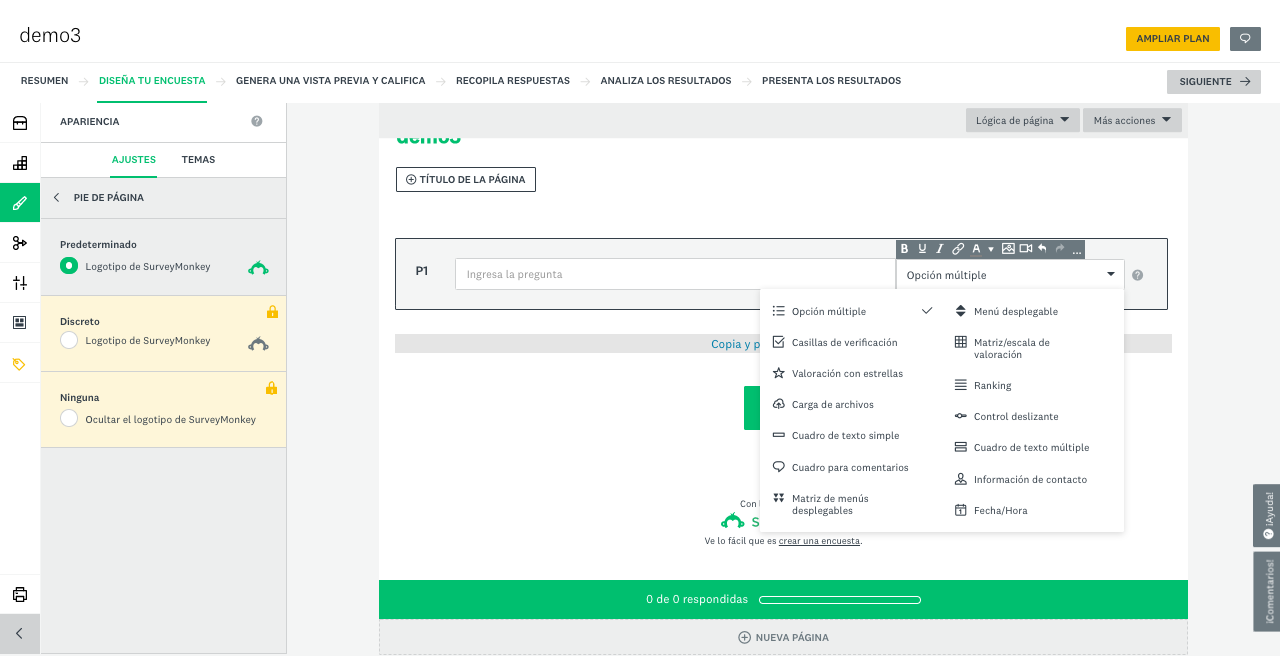 demo3
AMPLIAR PLAN
RESUMEN
DISEÑA TU ENCUESTA
GENERA UNA VISTA PREVIA Y CALIFICA
RECOPILA RESPUESTAS
ANALIZA LOS RESULTADOS
PRESENTA LOS RESULTADOS
SIGUIENTE
APARIENCIA
?
AJUSTES
TEMAS
PIE DE PÁGINA
Predeterminado
Logotipo de SurveyMonkey
Discreto
Logotipo de SurveyMonkey
Ninguna
Ocultar el logotipo de SurveyMonkey
Lógica de página
Más acciones
demo3
TÍTULO DE LA PÁGINA
P1
Ingresa la pregunta
B U I A ...
Opción múltiple
?
Opción múltiple
Casillas de verificación
Valoración con estrellas
Carga de archivos
Cuadro de texto simple
Cuadro para comentarios
Matriz de menús
desplegables
Menú desplegable
Matriz/escala de
valoración
Ranking
Control deslizante
Cuadro de texto múltiple
Información de contacto
Fecha/Hora
Copia y p
Con
S
Ve lo fácil que es crear una encuesta.
0 de 0 respondidas
NUEVA PÁGINA
? ¡Ayuda!
¡Comentarios!